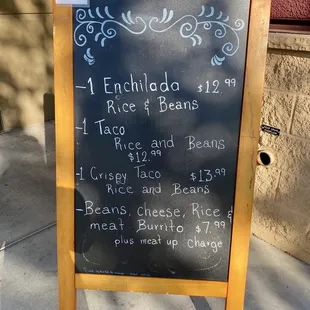 -1 Enchilada $12.99
Rice & Beans
-1 Taco
Rice and Beans
$12.99
-1 Crispy Taco $13.99
Rice and Beans
-Beans, Cheese, Rice &
meat Burrito $7.99
plus meat up charge